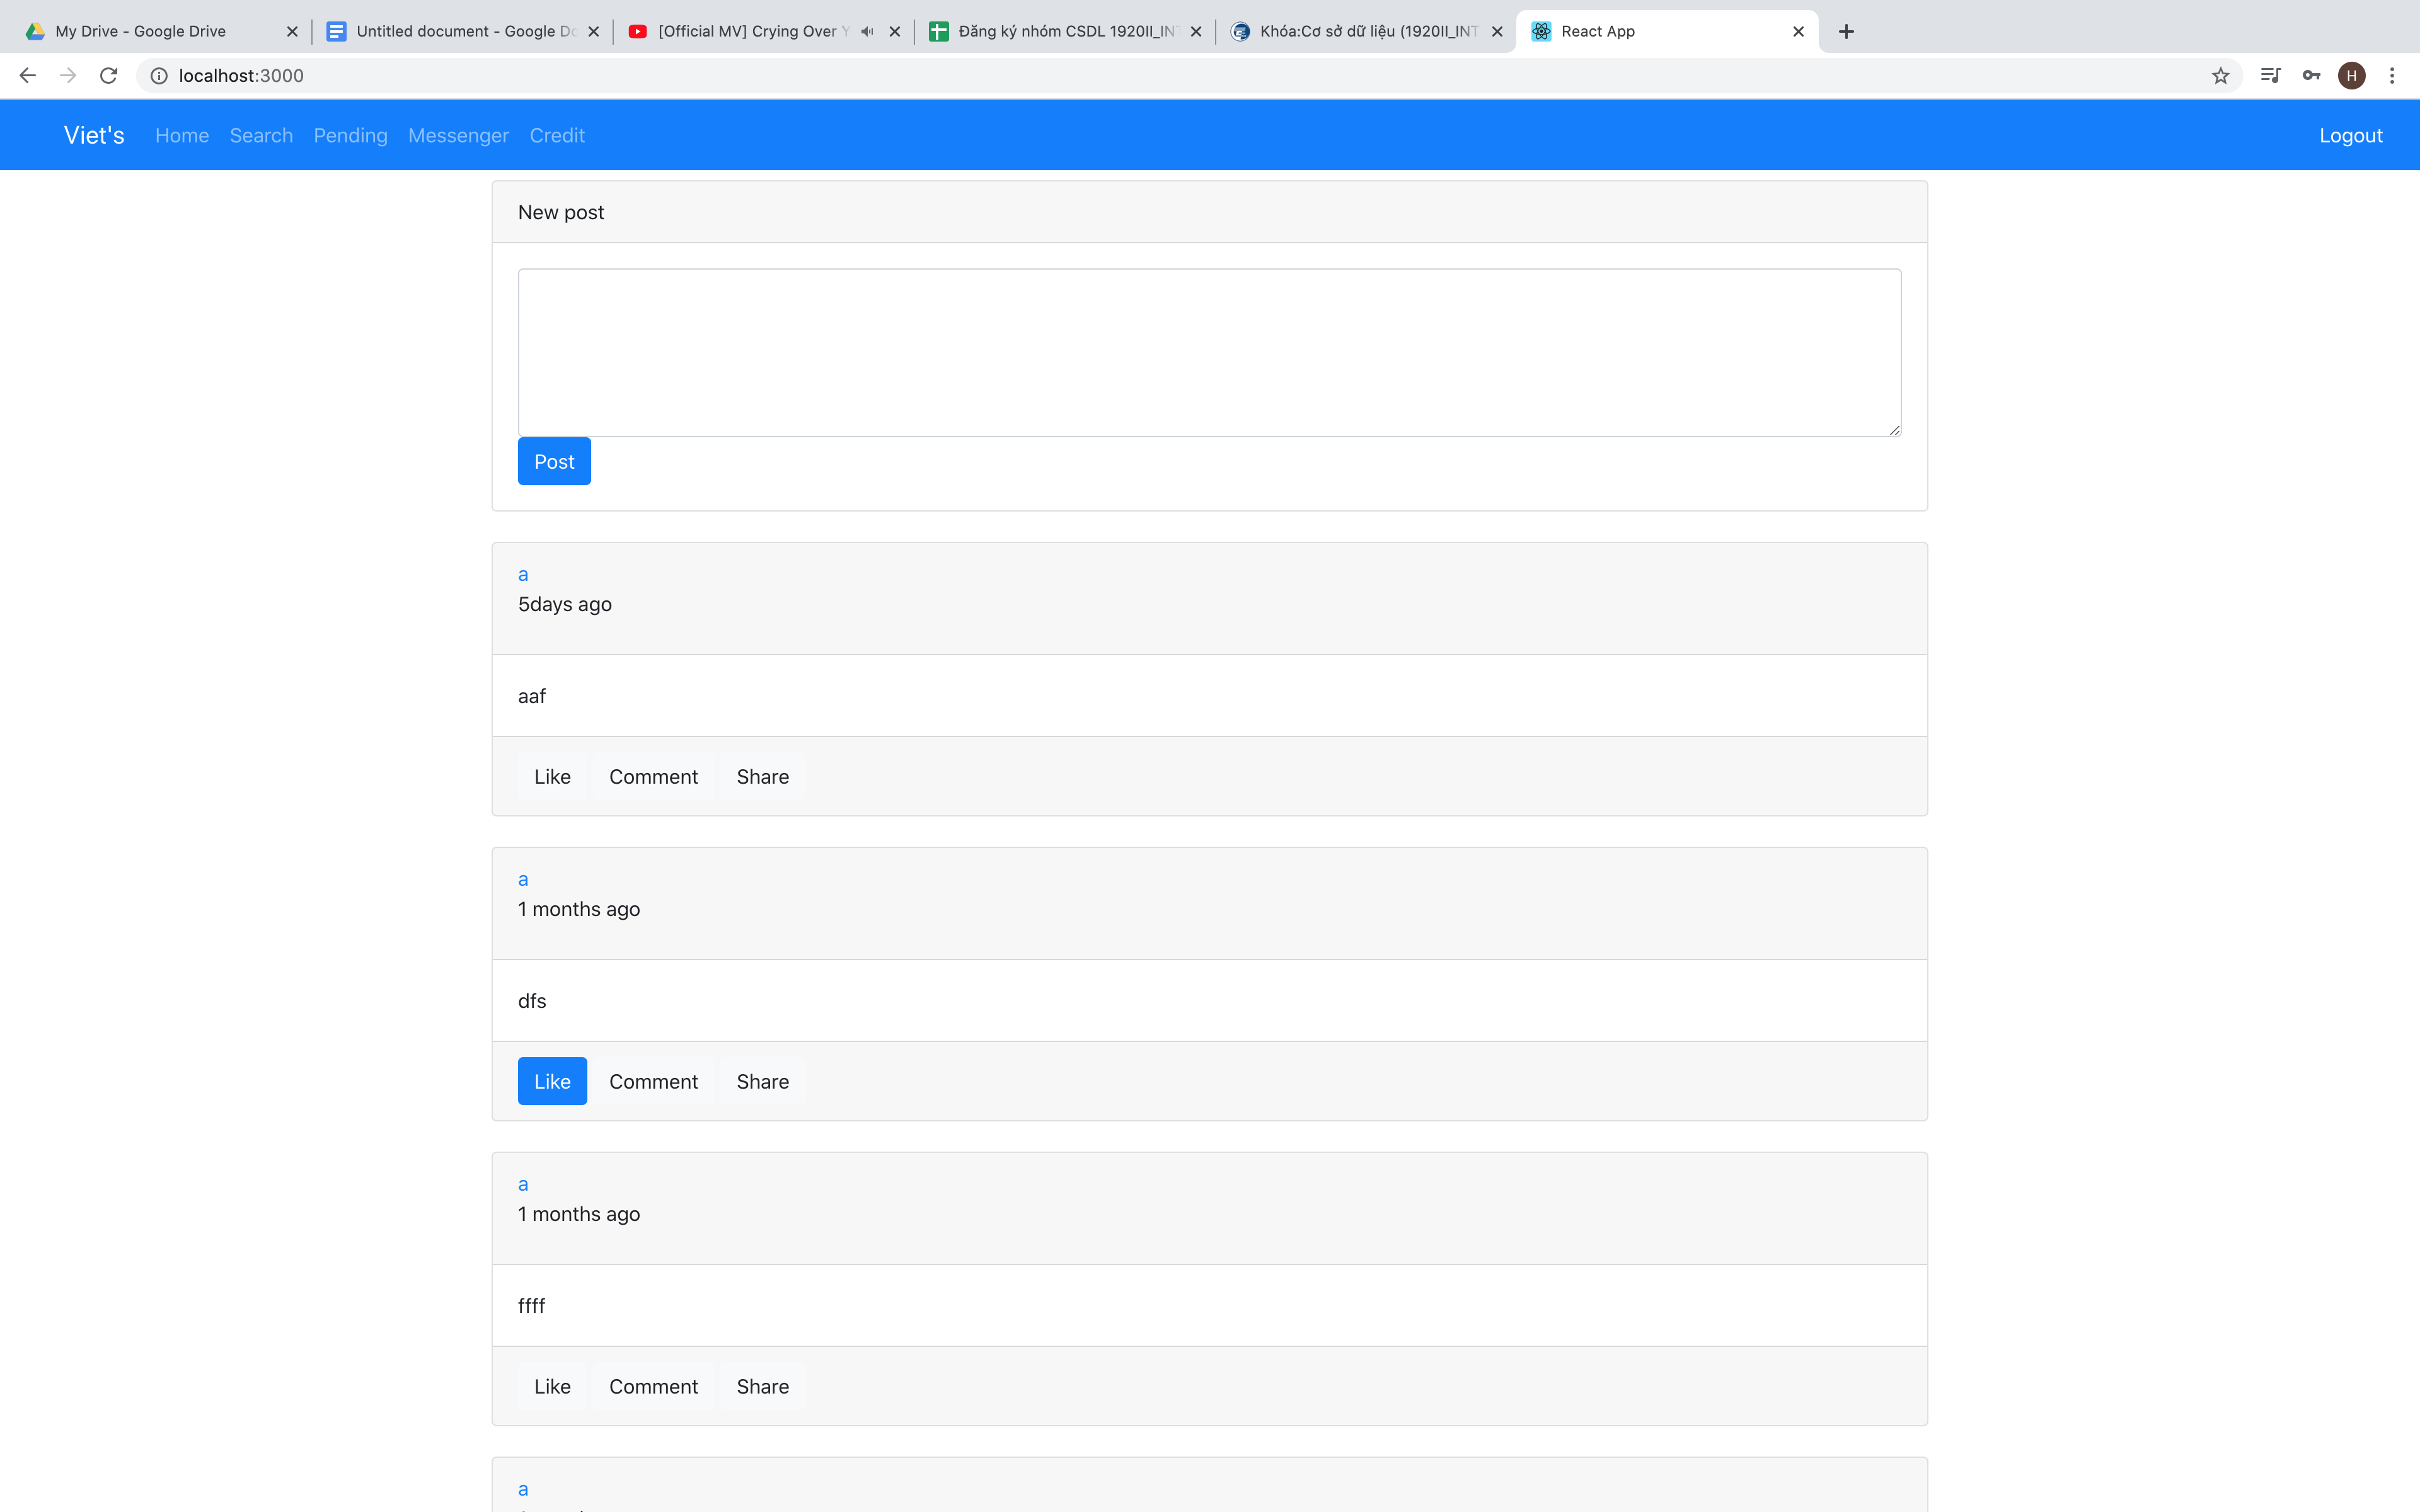 My Drive - Google Drive
Untitled document - Google Do
[Official MV] Crying Over Y
Đăng ký nhóm CSDL 1920II_INT
Khóa:Cơ sở dữ liệu (1920II_INT
React App
localhost:3000
H
Viet's Home Search Pending Messenger Credit Logout
New post
Post
a
5days ago
aaf
Like Comment Share
a
1 months ago
dfs
Like Comment Share
a
1 months ago
ffff
Like Comment Share
a